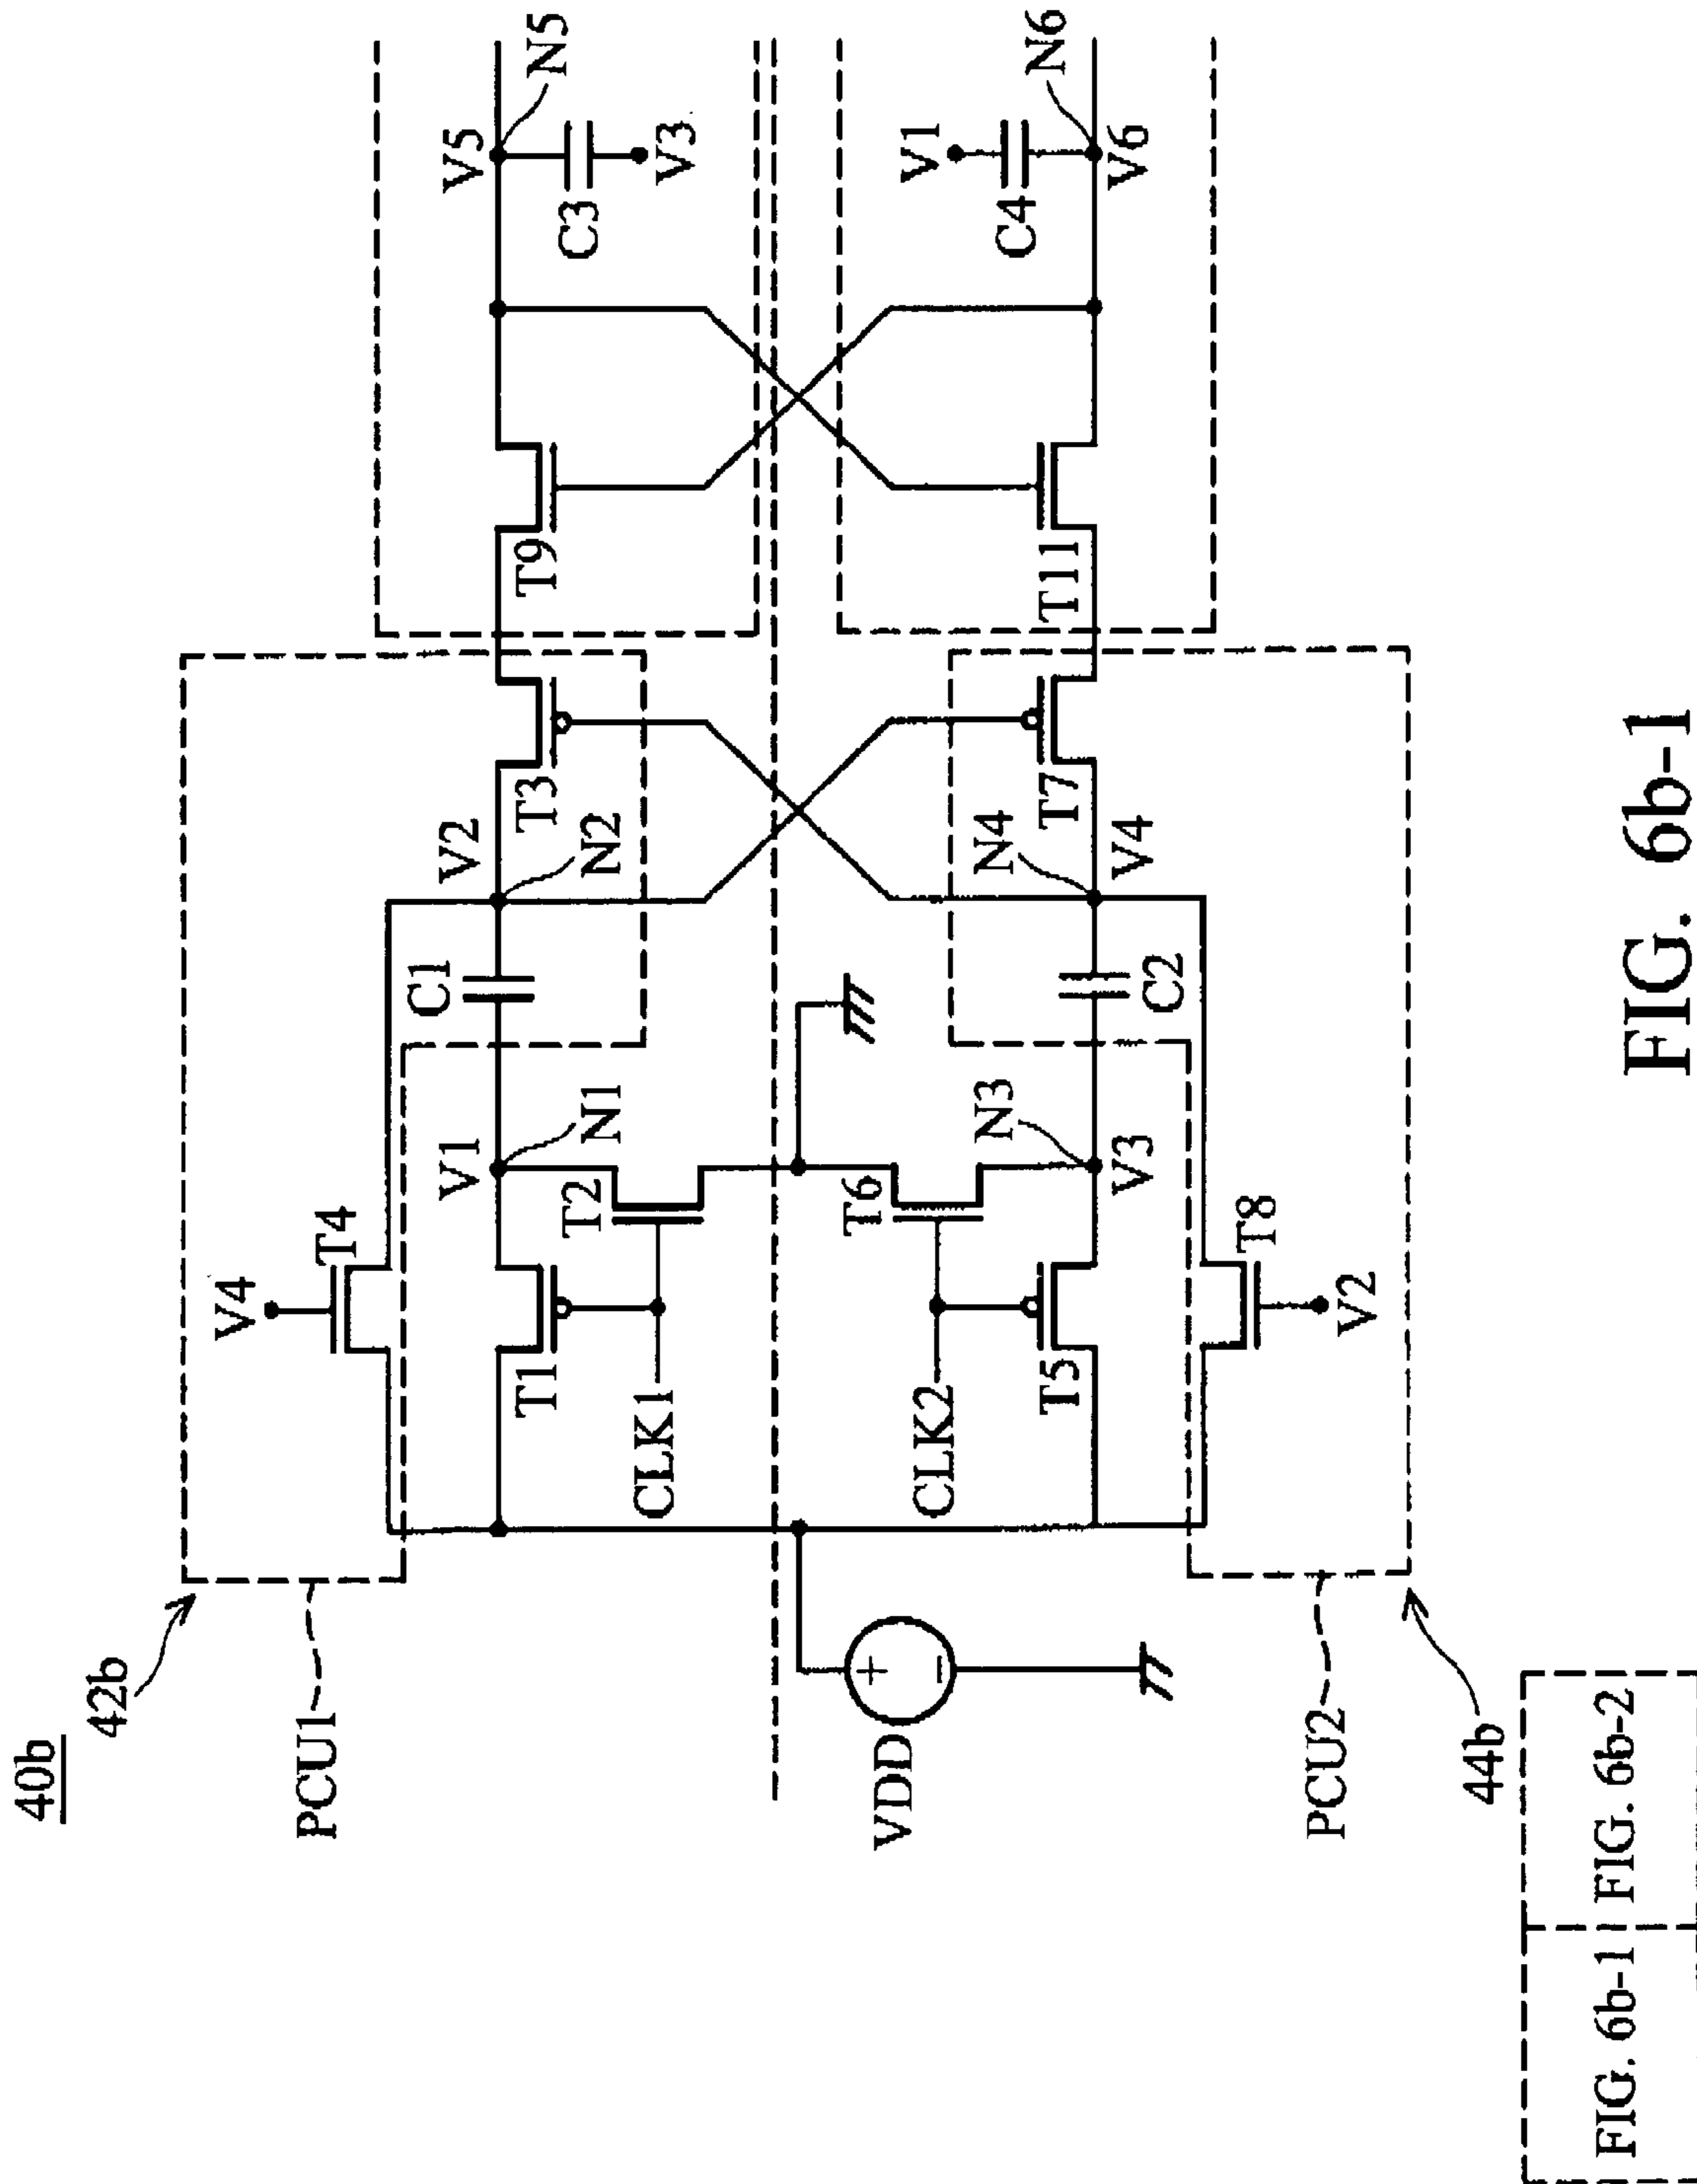 40b
42b
PCU1
V4
T4
V1
N1
C1
V2
N2
T3
T9
V5
N5
C3
V3
T1
T2
CLK1
VDD
CLK2
T6
T5
N3
V3
C2
N4
V4
T7
T11
C4
V1
V6
N6
T8
V2
PCU2
44b
FIG. 6b-1
FIG. 6b-2
FIG. 6b-1